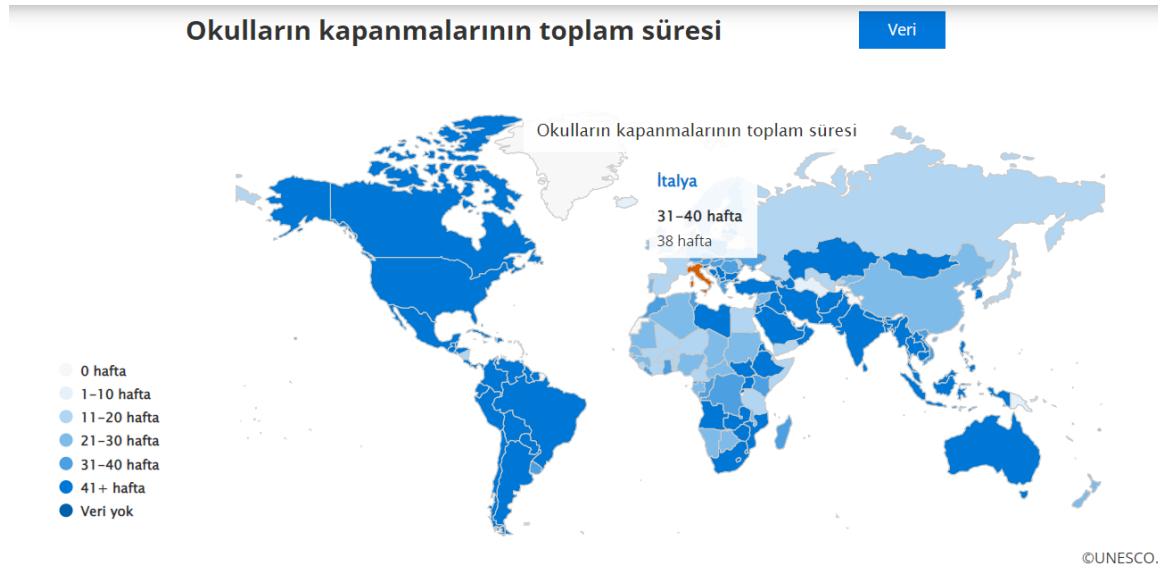 Okulların kapanmalarının toplam süresi
Veri
Okulların kapanmalarının toplam süresi
İtalya
31–40 hafta
38 hafta
0 hafta
1–10 hafta
11–20 hafta
21–30 hafta
31–40 hafta
41+ hafta
Veri yok
©UNESCO.